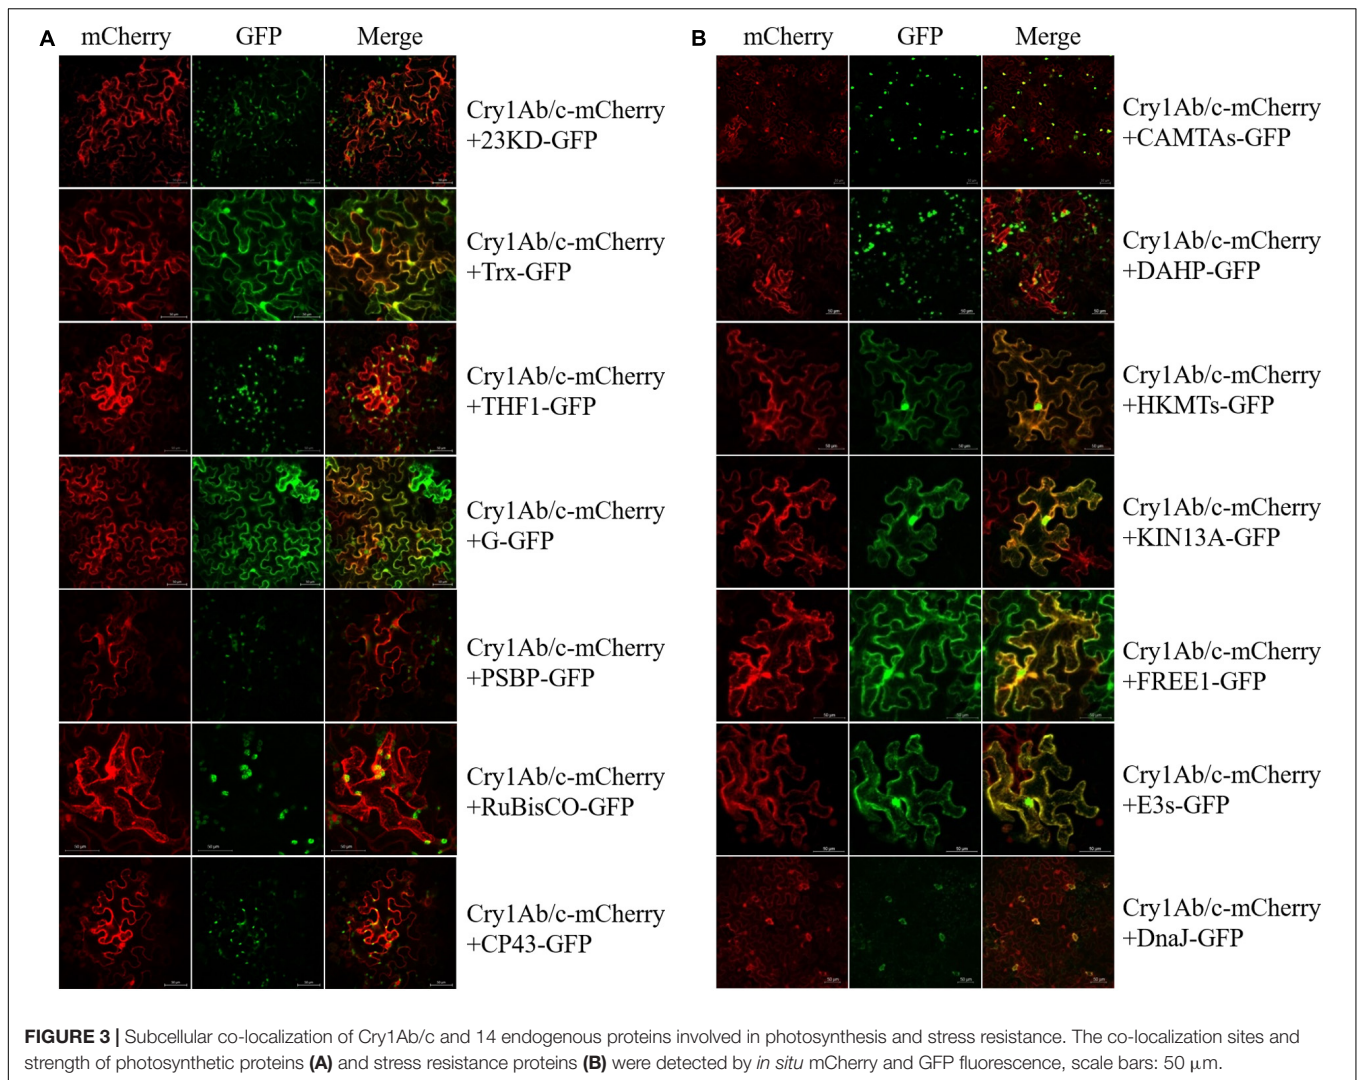 A
mCherry GFP Merge
Cry1Ab/c-mCherry
+23KD-GFP
Cry1Ab/c-mCherry
+Trx-GFP
Cry1Ab/c-mCherry
+THF1-GFP
Cry1Ab/c-mCherry
+G-GFP
Cry1Ab/c-mCherry
+PSBP-GFP
Cry1Ab/c-mCherry
+RuBisCO-GFP
Cry1Ab/c-mCherry
+CP43-GFP
B
mCherry GFP Merge
Cry1Ab/c-mCherry
+CAMTAs-GFP
Cry1Ab/c-mCherry
+DAHP-GFP
Cry1Ab/c-mCherry
+HKMTs-GFP
Cry1Ab/c-mCherry
+KIN13A-GFP
Cry1Ab/c-mCherry
+FREE1-GFP
Cry1Ab/c-mCherry
+E3s-GFP
Cry1Ab/c-mCherry
+DnaJ-GFP
FIGURE 3 | Subcellular co-localization of Cry1Ab/c and 14 endogenous proteins involved in photosynthesis and stress resistance. The co-localization sites and
strength of photosynthetic proteins (A) and stress resistance proteins (B) were detected by in situ mCherry and GFP fluorescence, scale bars: 50 μm.